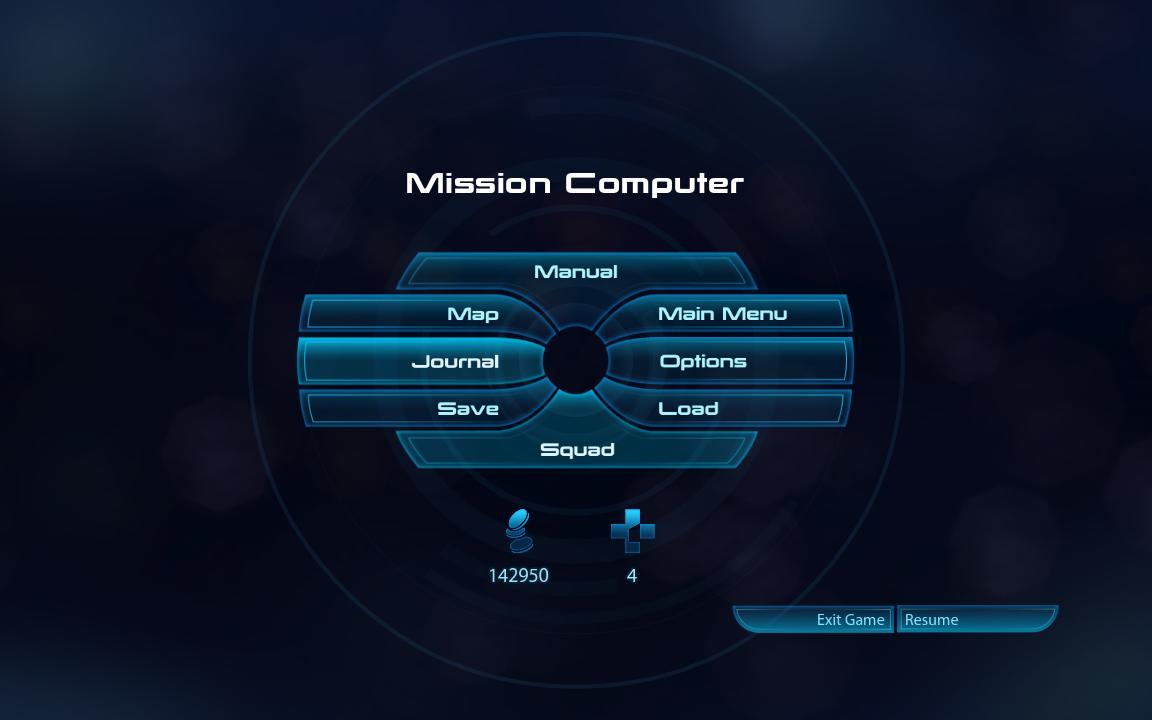 Mission Computer
Manual
Map
Main Menu
Journal
Options
Save
Load
Squad
142950
4
Exit Game
Resume